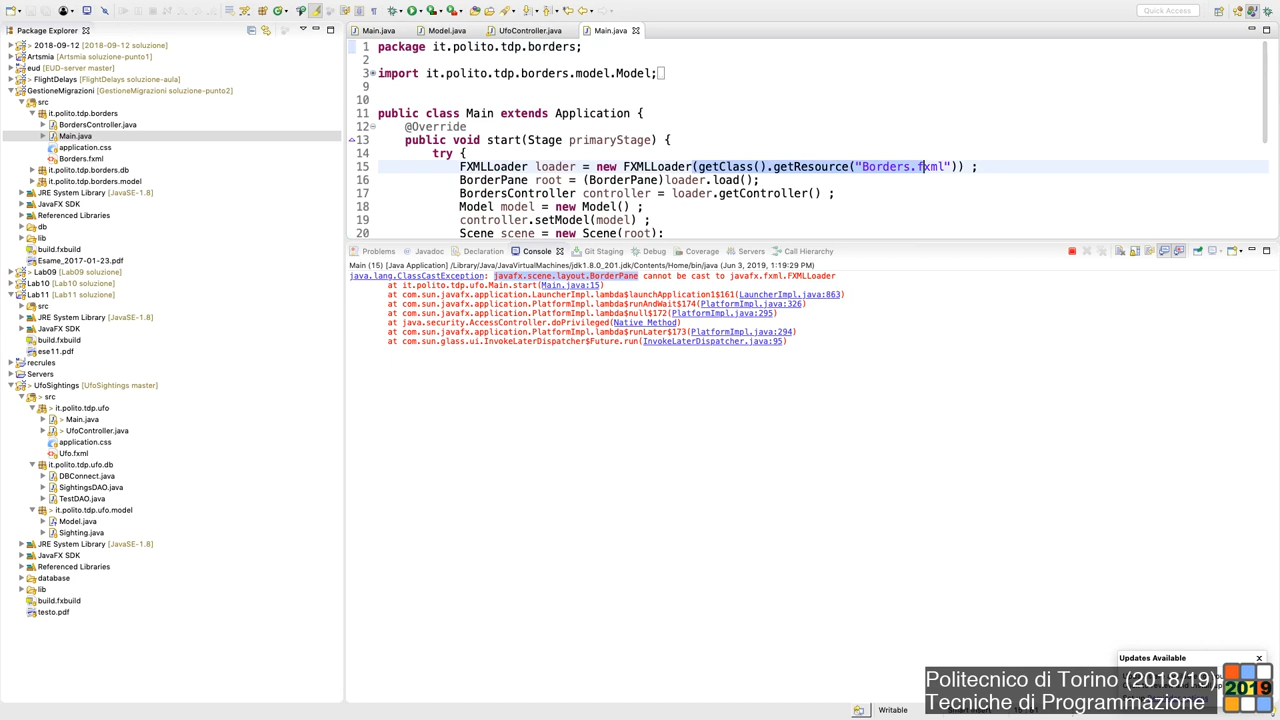 Quick Access
Package Explorer
> 2018-09-12 [2018-09-12 soluzione]
Artsmia [Artsmia soluzione-punto1]
eud [EUD-server master]
> FlightDelays [FlightDelays soluzione-aula]
GestioneMigrazioni [GestioneMigrazioni soluzione-punto2]
src
it.polito.tdp.borders
BordersController.java
Main.java
application.css
Borders.fxml
it.polito.tdp.borders.db
it.polito.tdp.borders.model
JRE System Library [JavaSE-1.8]
JavaFX SDK
Referenced Libraries
db
lib
build.fxbuild
Esame_2017-01-23.pdf
Lab09 [Lab09 soluzione]
Lab10 [Lab10 soluzione]
Lab11 [Lab11 soluzione]
src
JRE System Library [JavaSE-1.8]
JavaFX SDK
build.fxbuild
ese11.pdf
recrules
Servers
> UfoSightings [UfoSightings master]
> src
> it.polito.tdp.ufo
> Main.java
> UfoController.java
application.css
Ufo.fxml
it.polito.tdp.ufo.db
DBConnect.java
SightingsDAO.java
TestDAO.java
> it.polito.tdp.ufo.model
Model.java
Sighting.java
JRE System Library [JavaSE-1.8]
JavaFX SDK
Referenced Libraries
database
lib
build.fxbuild
testo.pdf
Main.java Model.java UfoController.java Main.java
1 package it.polito.tdp.borders;
2
3 import it.polito.tdp.borders.model.Model;
9
10
11 public class Main extends Application {
12 @Override
13 public void start(Stage primaryStage) {
14 try {
15 FXMLLoader loader = new FXMLLoader(getClass().getResource("Borders.fxml")) ;
16 BorderPane root = (BorderPane)loader.load();
17 BordersController controller = loader.getController() ;
18 Model model = new Model() ;
19 controller.setModel(model) ;
20 Scene scene = new Scene(root);
Problems Javadoc Declaration Console Git Staging Debug Coverage Servers Call Hierarchy
Main (15) [Java Application] /Library/Java/JavaVirtualMachines/jdk1.8.0_201.jdk/Contents/Home/bin/java (Jun 3, 2019, 1:19:29 PM)
java.lang.ClassCastException: javafx.scene.layout.BorderPane cannot be cast to javafx.fxml.FXMLLoader
at it.polito.tdp.ufo.Main.start(Main.java:15)
at com.sun.javafx.application.LauncherImpl.lambda$launchApplication1$161(LauncherImpl.java:863)
at com.sun.javafx.application.PlatformImpl.lambda$runAndWait$174(PlatformImpl.java:326)
at com.sun.javafx.application.PlatformImpl.lambda$null$172(PlatformImpl.java:295)
at java.security.AccessController.doPrivileged(Native Method)
at com.sun.javafx.application.PlatformImpl.lambda$runLater$173(PlatformImpl.java:294)
at com.sun.glass.ui.InvokeLaterDispatcher$Future.run(InvokeLaterDispatcher.java:95)
Updates Available
Politecnico di Torino (2018/19)
Tecniche di Programmazione
2019
Writable